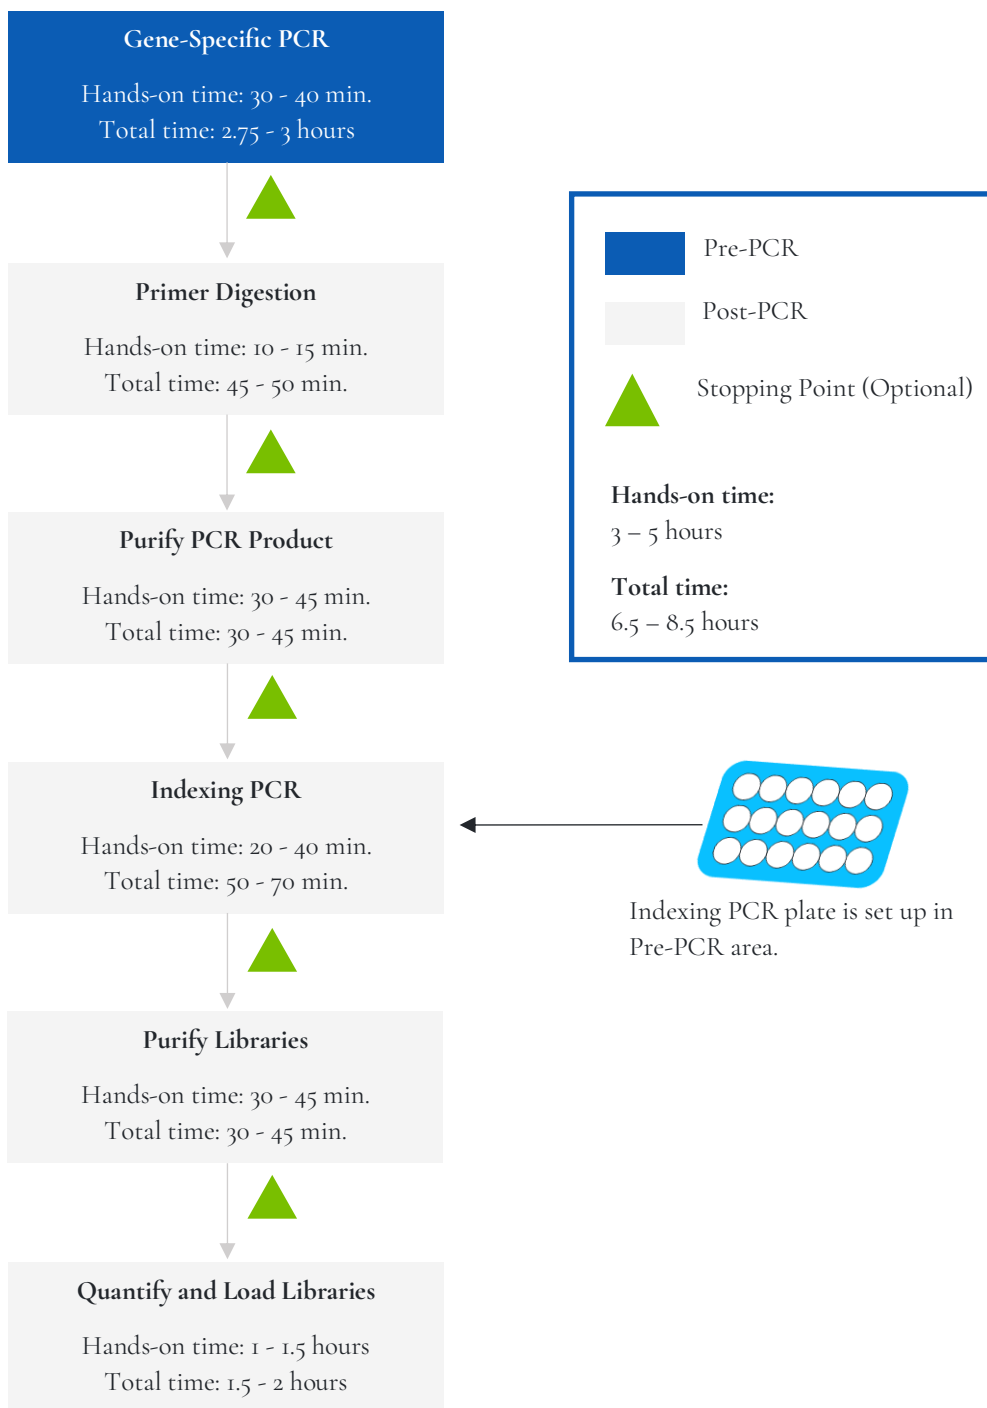 Gene-Specific PCR
Hands-on time: 30 - 40 min.
Total time: 2.75 - 3 hours
Primer Digestion
Hands-on time: 10 - 15 min.
Total time: 45 - 50 min.
Purify PCR Product
Hands-on time: 30 - 45 min.
Total time: 30 - 45 min.
Indexing PCR
Hands-on time: 20 - 40 min.
Total time: 50 - 70 min.
Purify Libraries
Hands-on time: 30 - 45 min.
Total time: 30 - 45 min.
Quantify and Load Libraries
Hands-on time: 1 - 1.5 hours
Total time: 1.5 - 2 hours
Pre-PCR
Post-PCR
Stopping Point (Optional)
Hands-on time:
3 – 5 hours
Total time:
6.5 – 8.5 hours
Indexing PCR plate is set up in
Pre-PCR area.